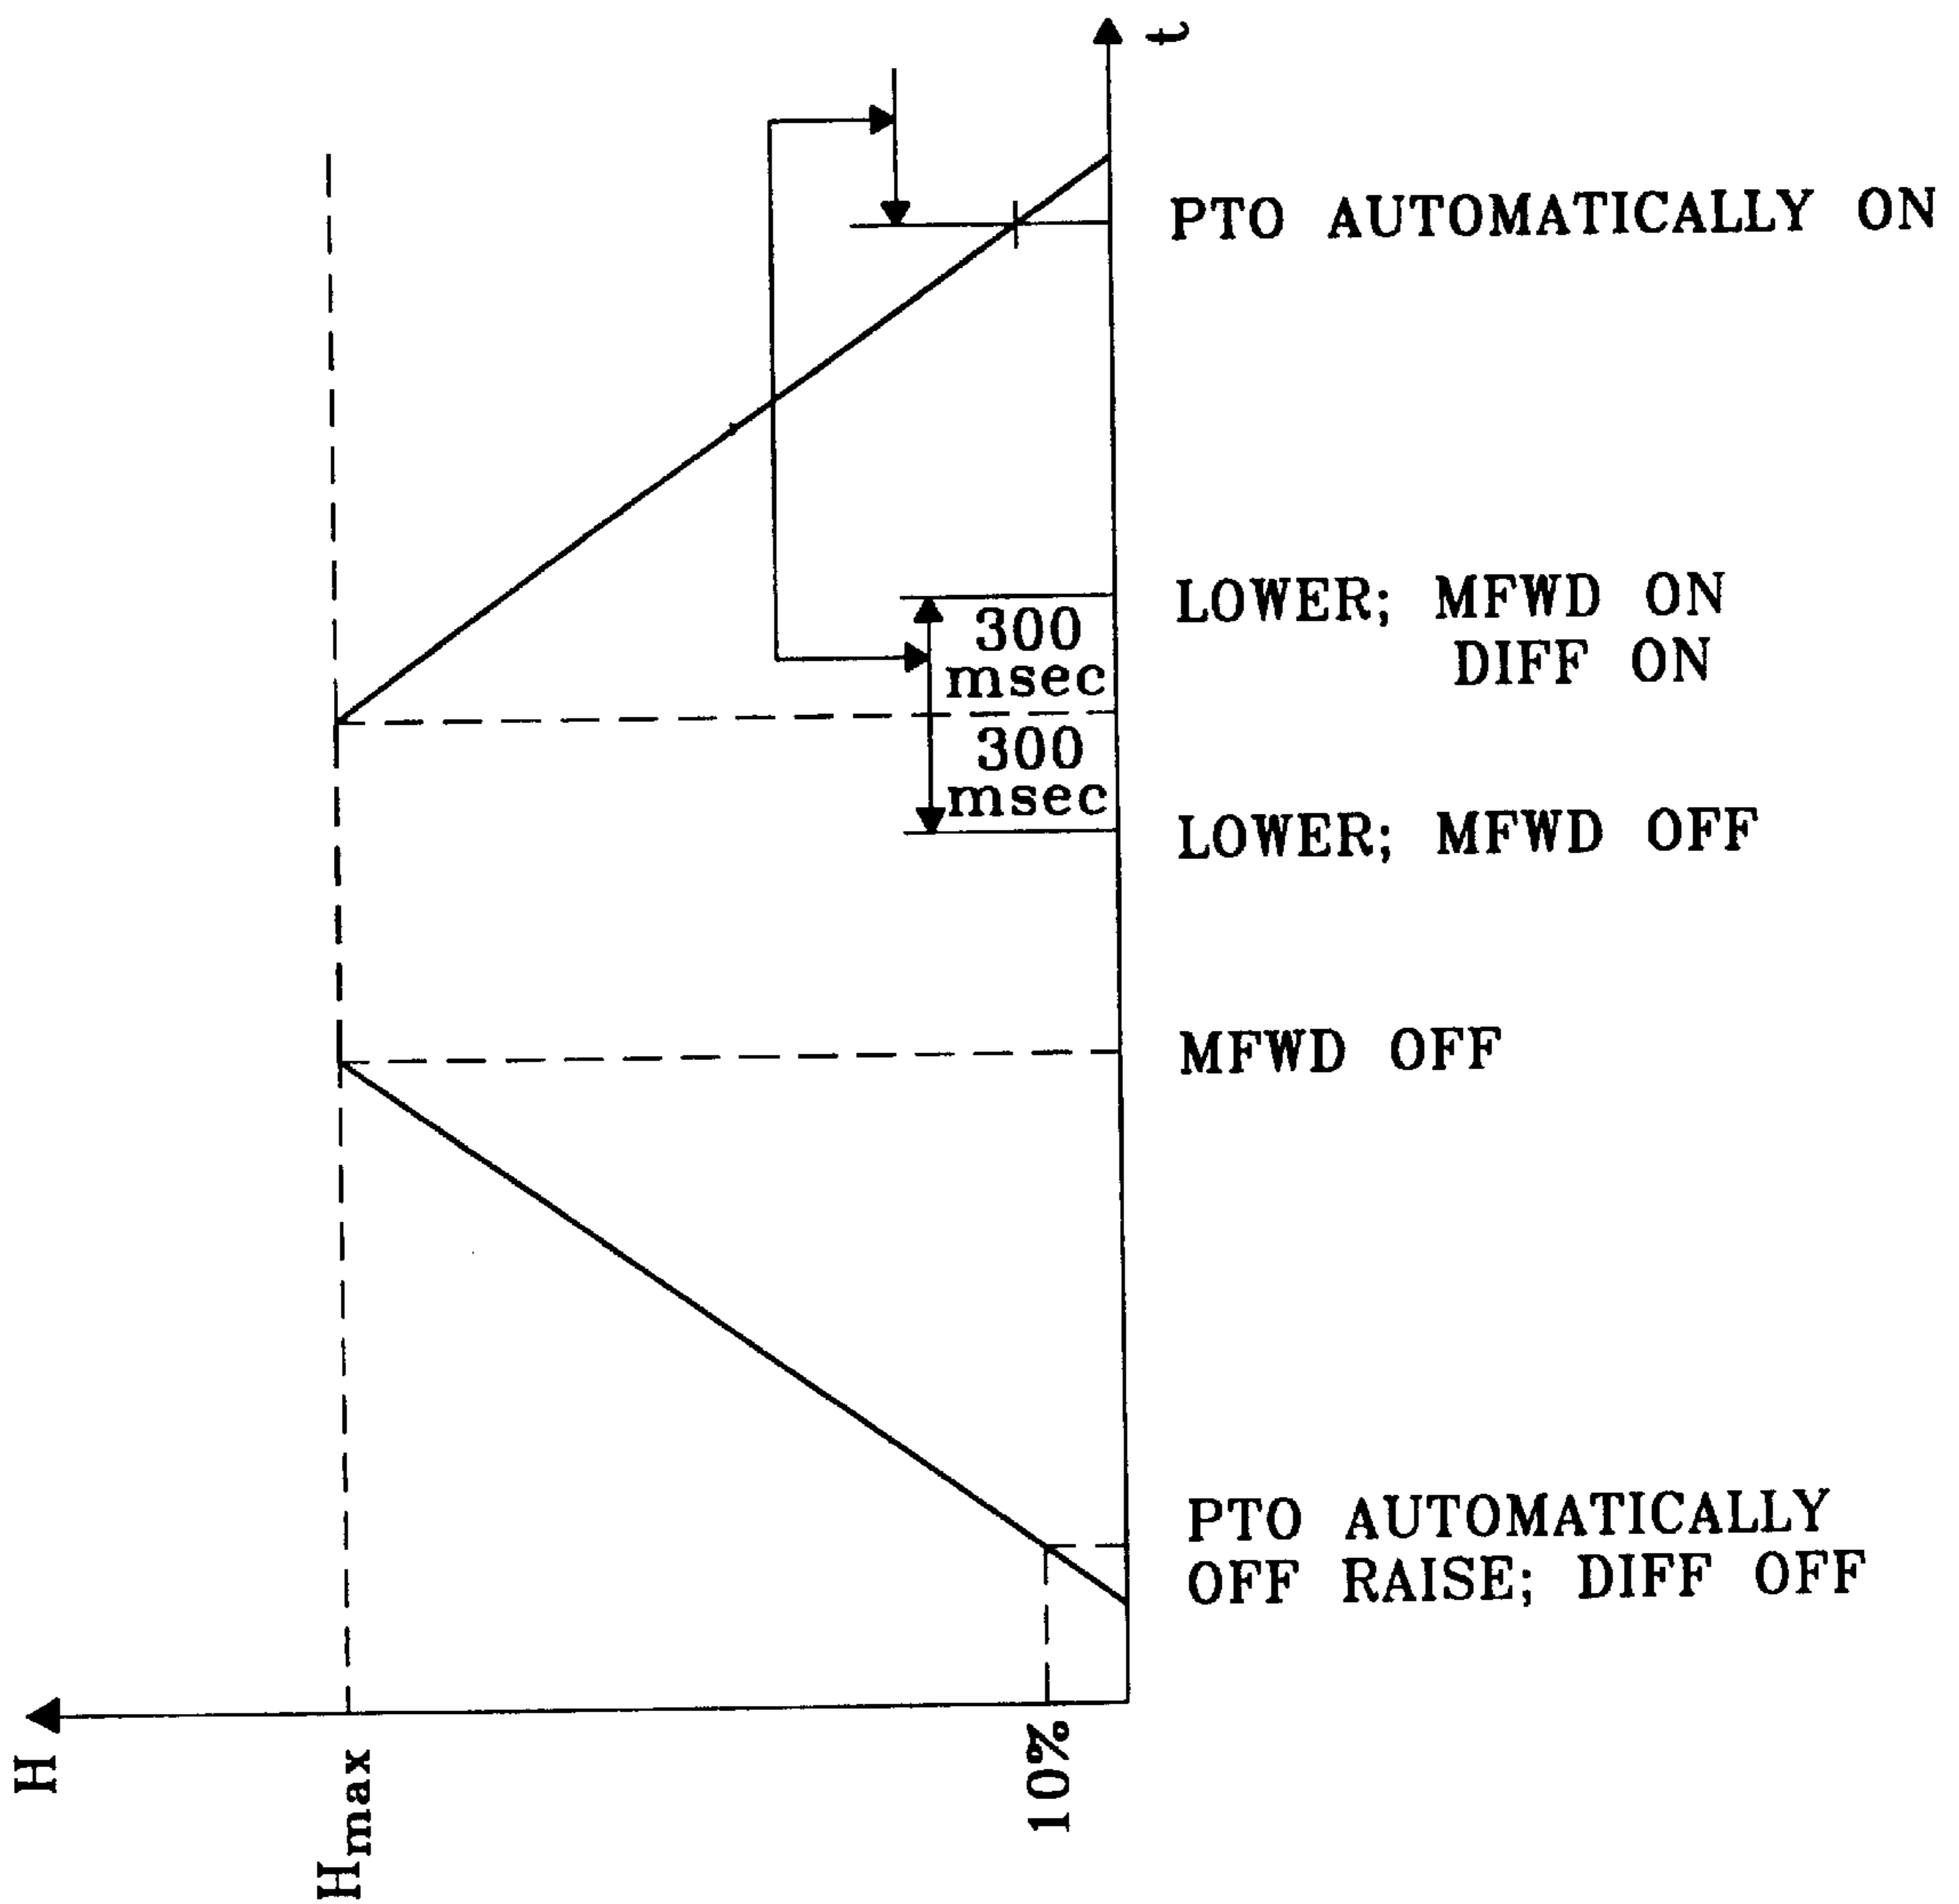 t
PTO AUTOMATICALLY ON
LOWER; MFWD ON
DIFF ON
300
msec
300
msec
LOWER; MFWD OFF
MFWD OFF
PTO AUTOMATICALLY
OFF RAISE; DIFF OFF
H
Hmax
10%